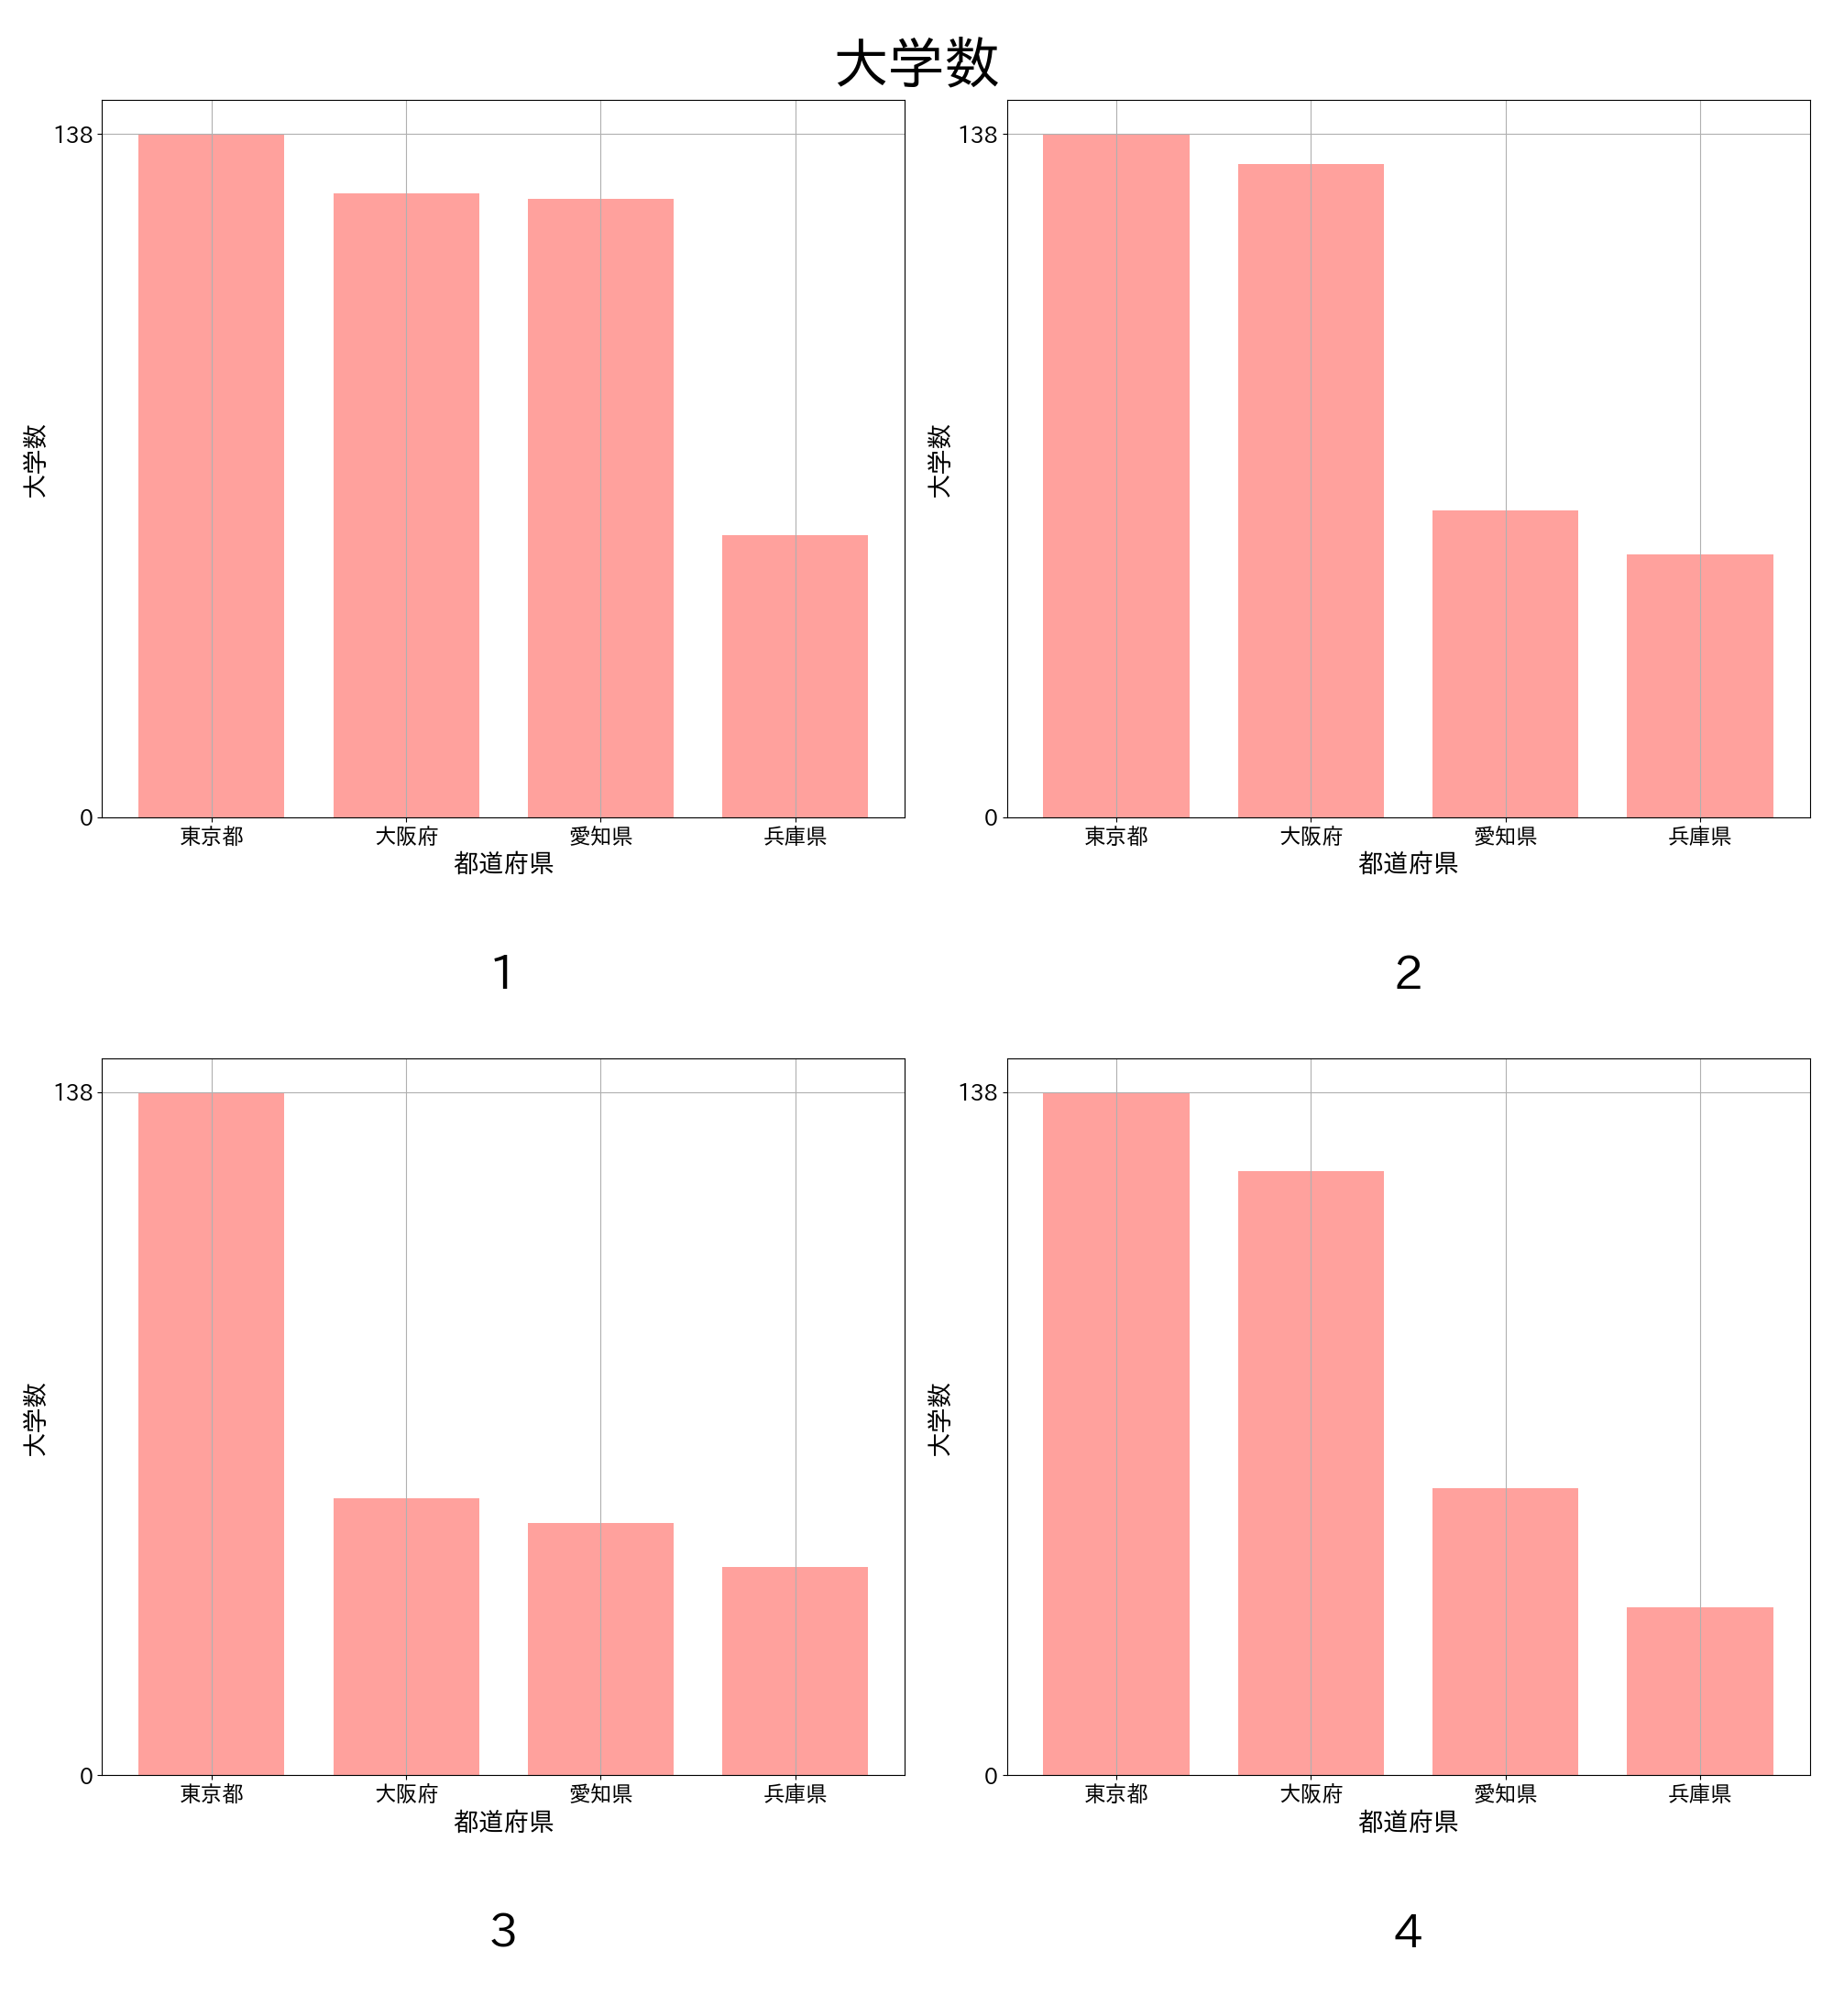 大学数
138
大学数
0
東京都 大阪府 愛知県 兵庫県
都道府県
1
138
大学数
0
東京都 大阪府 愛知県 兵庫県
都道府県
2
138
大学数
0
東京都 大阪府 愛知県 兵庫県
都道府県
3
138
大学数
0
東京都 大阪府 愛知県 兵庫県
都道府県
4